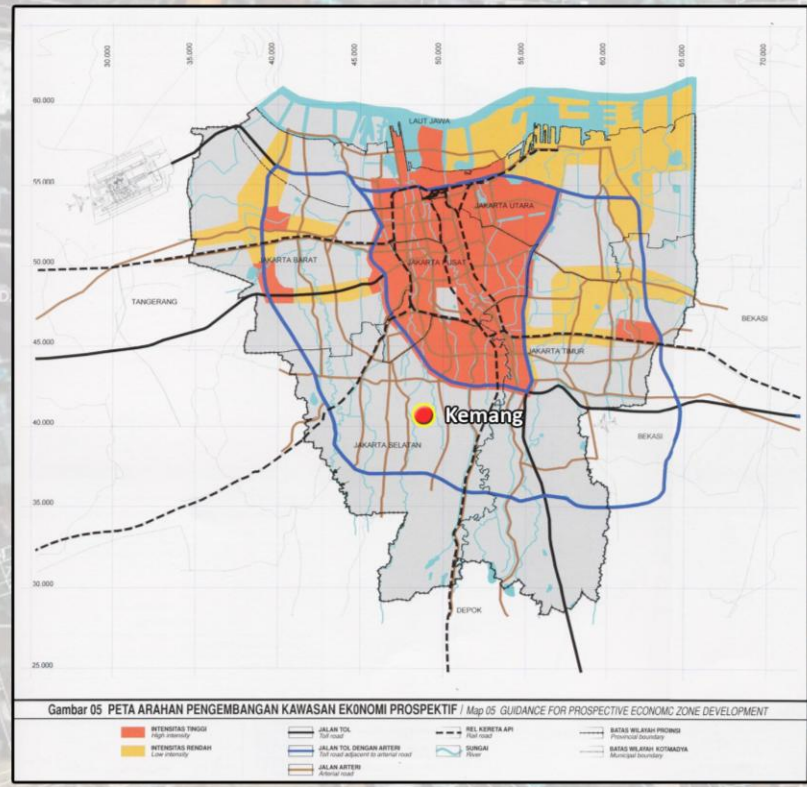 30.000 35.000 40.000 45.000 50.000 55.000 60.000 65.000 70.000
60.000
LAUT JAWA
55.000
JAKARTA UTARA
50.000
JAKARTA BARAT
JAKARTA PUSAT
TANGERANG
BEKASI
45.000
JAKARTA TIMUR
Kemang
40.000
JAKARTA SELATAN
BEKASI
35.000
30.000
DEPOK
25.000
Gambar 05 PETA ARAHAN PENGEMBANGAN KAWASAN EKONOMI PROSPEKTIF / Map 05 GUIDANCE FOR PROSPECTIVE ECONOMC ZONE DEVELOPMENT
INTENSITAS TINGGI
High intensity
INTENSITAS RENDAH
Low intensity
JALAN TOL
Toll road
JALAN TOL DENGAN ARTERI
Toll road adjacent to arterial road
JALAN ARTERI
Arterial road
REL KERETA API
Rail road
SUNGAI
River
BATAS WILAYAH PROINSI
Provincial boundary
BATAS WILAYAH KOTMADYA
Municipal boundary